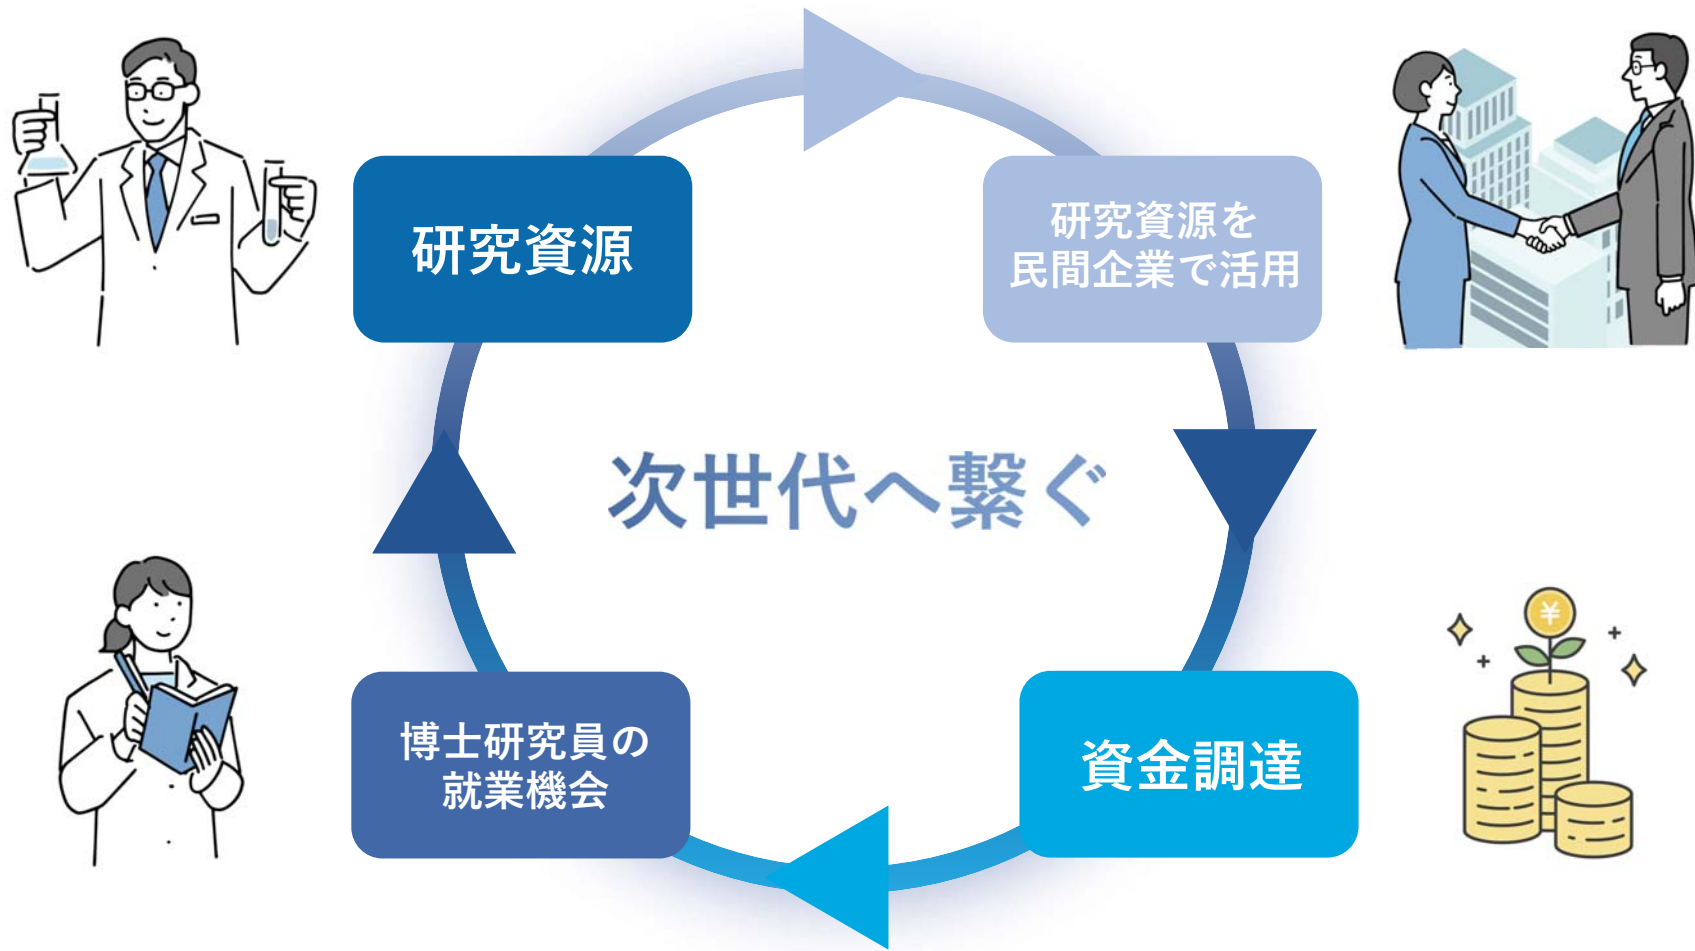 研究資源
研究資源を
民間企業で活用
次世代へ繋ぐ
博士研究員の
就業機会
資金調達
¥